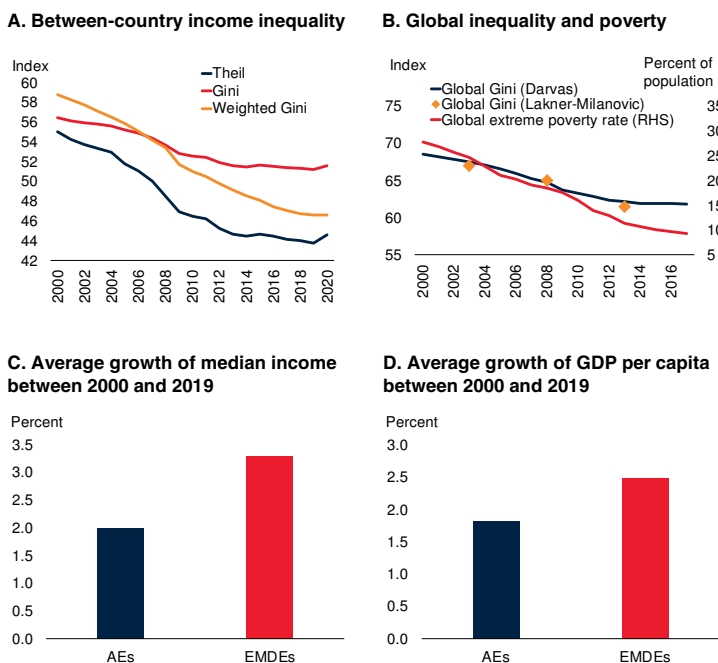 A. Between-country income inequality
Index
Theil
Gini
Weighted Gini
60
58
56
54
52
50
48
46
44
42
2000
2002
2004
2006
2008
2010
2012
2014
2016
2018
2020
B. Global inequality and poverty
Index
Percent of
population
Global Gini (Darvas)
Global Gini (Lakner-Milanovic)
Global extreme poverty rate (RHS)
75
70
65
60
55
35
30
25
20
15
10
5
2000
2002
2004
2006
2008
2010
2012
2014
2016
C. Average growth of median income
between 2000 and 2019
Percent
3.5
3.0
2.5
2.0
1.5
1.0
0.5
0.0
AEs
EMDEs
D. Average growth of GDP per capita
between 2000 and 2019
Percent
3.0
2.5
2.0
1.5
1.0
0.5
0.0
AEs
EMDEs